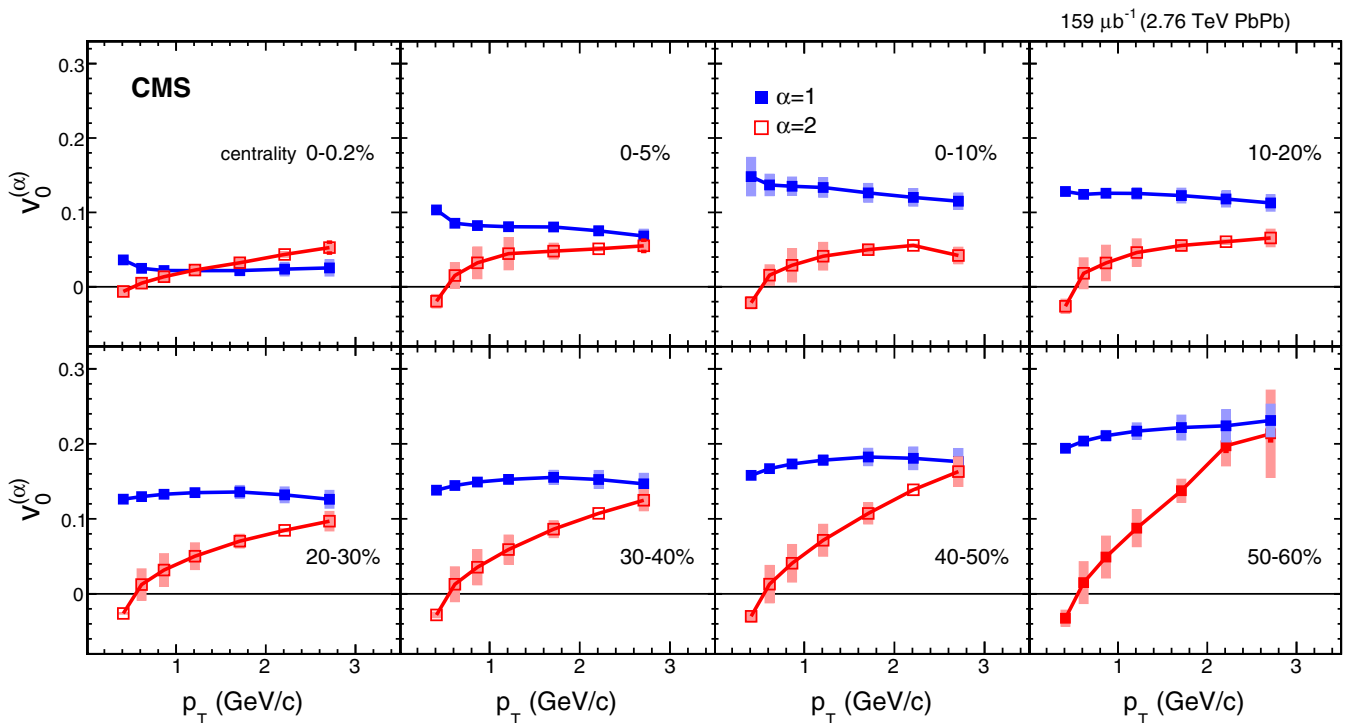 159 μb⁻¹ (2.76 TeV PbPb)
CMS
α=1
α=2
centrality 0-0.2%
0-5%
0-10%
10-20%
v₀^(α)
0.3
0.2
0.1
0
20-30%
30-40%
40-50%
50-60%
v₀^(α)
0.3
0.2
0.1
0
1 2 3 1 2 3 1 2 3 1 2 3
p_T (GeV/c) p_T (GeV/c) p_T (GeV/c) p_T (GeV/c)